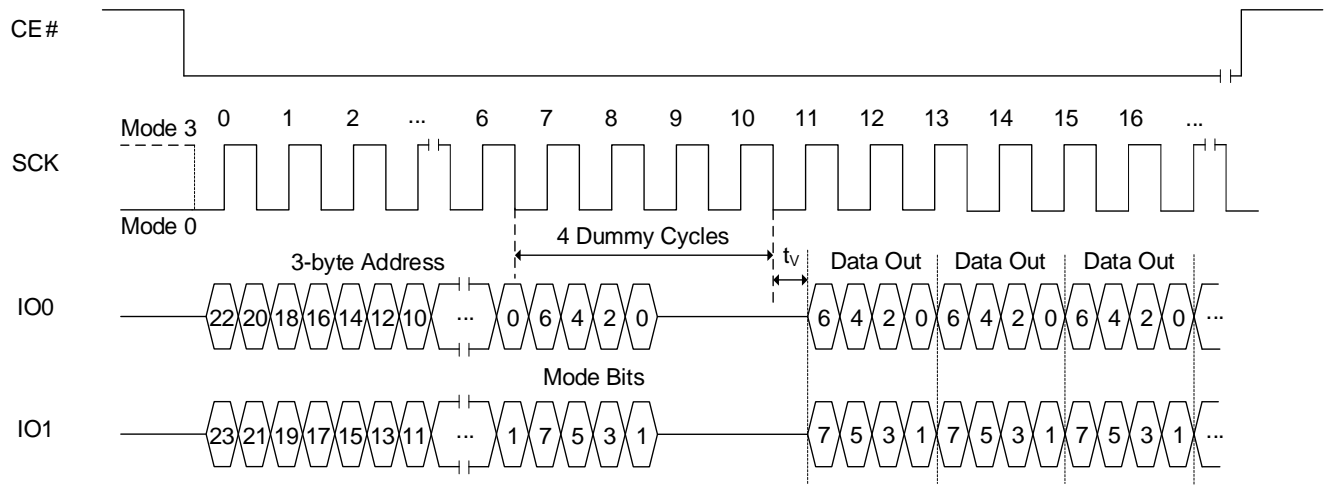 CE#
0 1 2 ... 6 7 8 9 10 11 12 13 14 15 16 ...
Mode 3
SCK
Mode 0
4 Dummy Cycles
3-byte Address
tV
Data Out Data Out Data Out
IO0
22 20 18 16 14 12 10 ... 0 6 4 2 0 6 4 2 0 6 4 2 0 6 4 2 0 ...
Mode Bits
IO1
23 21 19 17 15 13 11 ... 1 7 5 3 1 7 5 3 1 7 5 3 1 7 5 3 1 ...